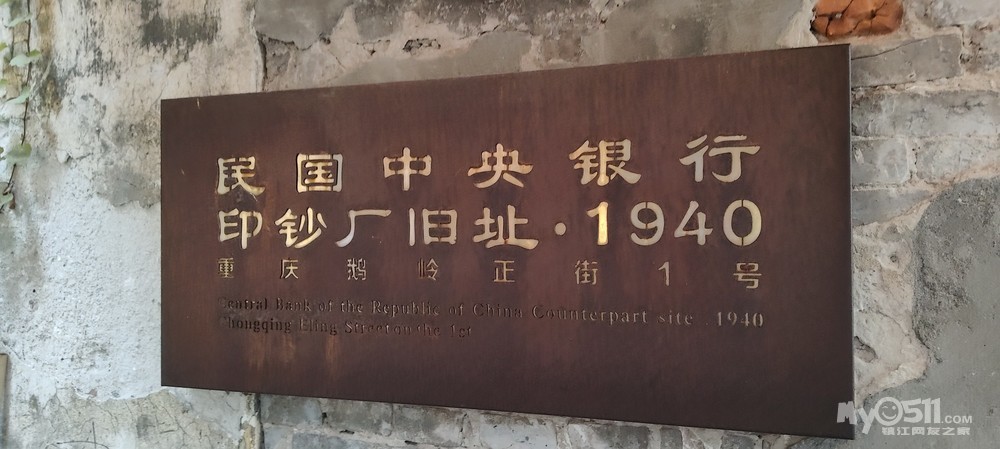 民国中央银行
印钞厂旧址·1940
重庆鹅岭正街1号
Central Bank of the Republic of China Counterpart site .1940
Chongqing Eling Street on the 1st
MY0511.COM
镇江网友之家